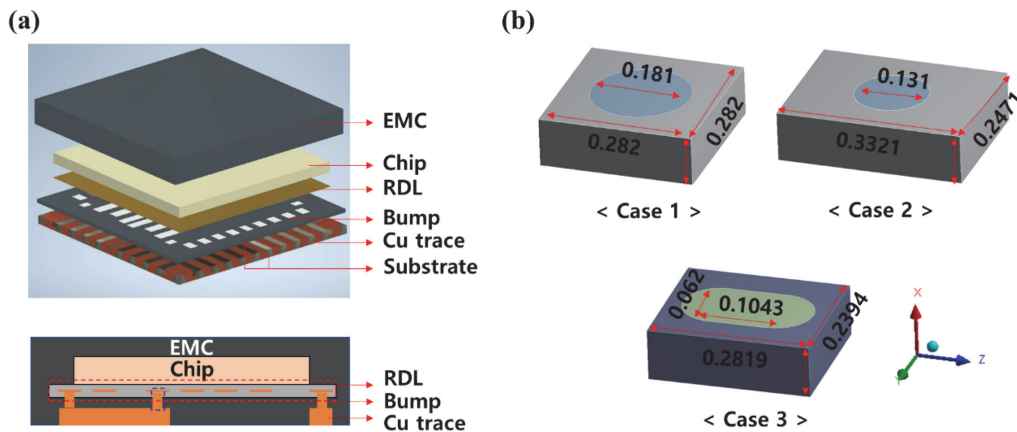 (a)
EMC
Chip
RDL
Bump
Cu trace
Substrate
EMC
Chip
RDL
Bump
Cu trace
(b)
0.181
0.282
0.282
< Case 1 >
0.131
0.2471
0.3321
< Case 2 >
0.062
0.1043
0.2394
0.2819
< Case 3 >
X
Z
Y